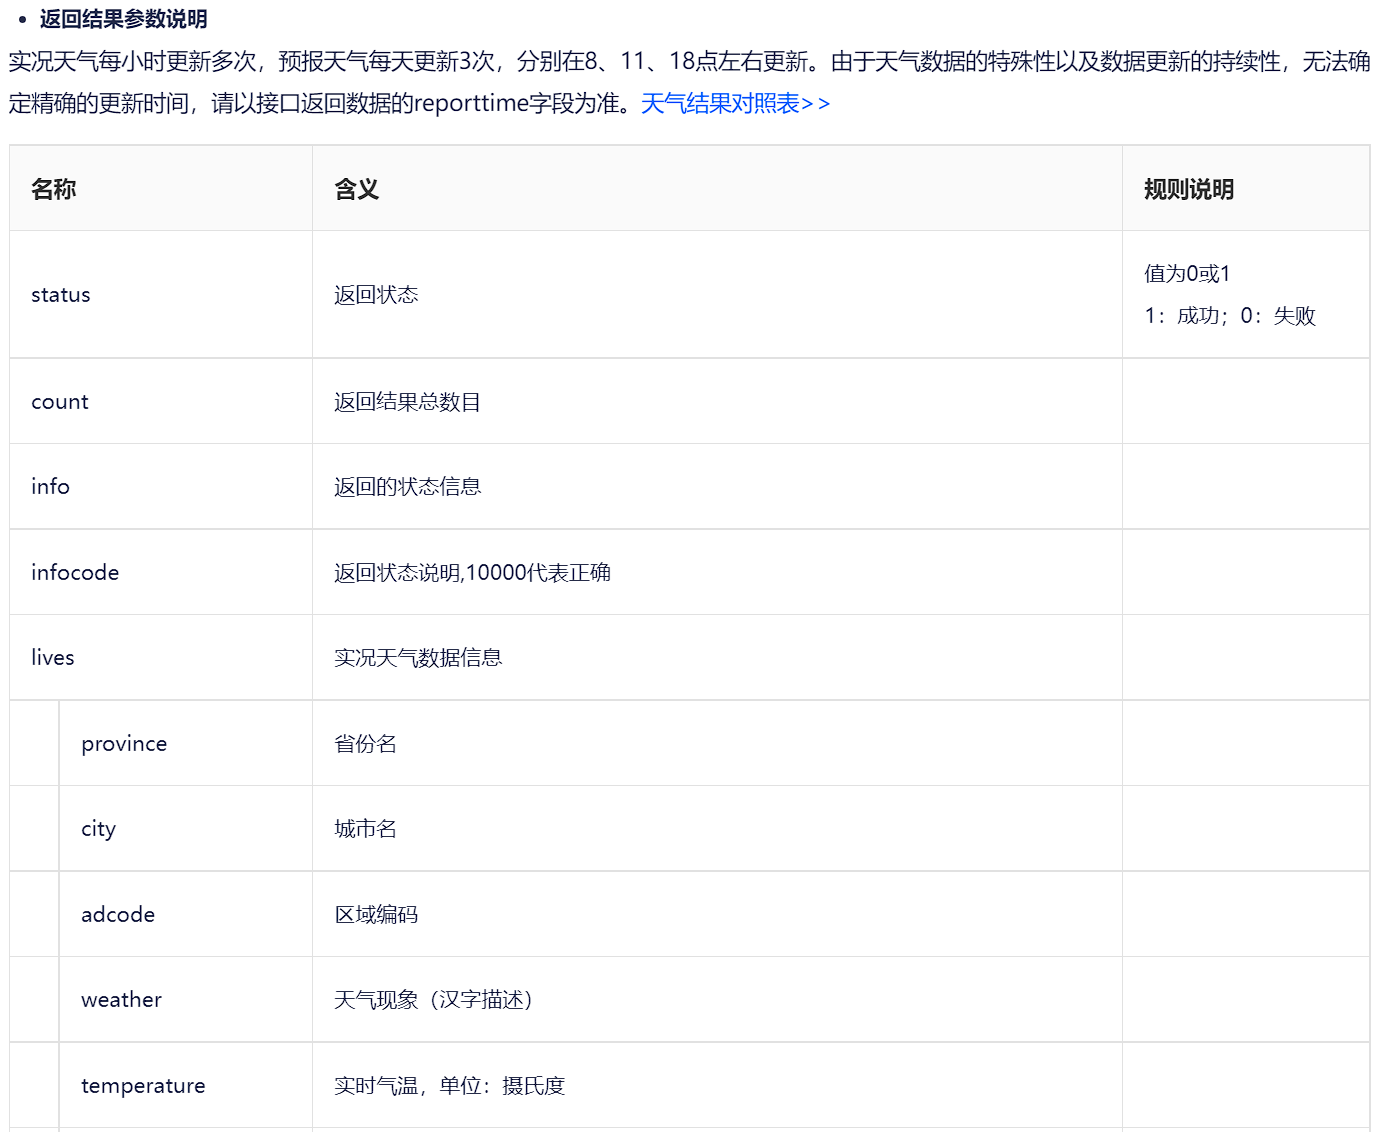 返回结果参数说明
实况天气每小时更新多次，预报天气每天更新3次，分别在8、11、18点左右更新。由于天气数据的特殊性以及数据更新的持续性，无法确
定精确的更新时间，请以接口返回数据的reporttime字段为准。天气结果对照表>>
名称 含义 规则说明
status 返回状态 值为0或1
1：成功；0：失败
count 返回结果总数目
info 返回的状态信息
infocode 返回状态说明,10000代表正确
lives 实况天气数据信息
province 省份名
city 城市名
adcode 区域编码
weather 天气现象（汉字描述）
temperature 实时气温，单位：摄氏度